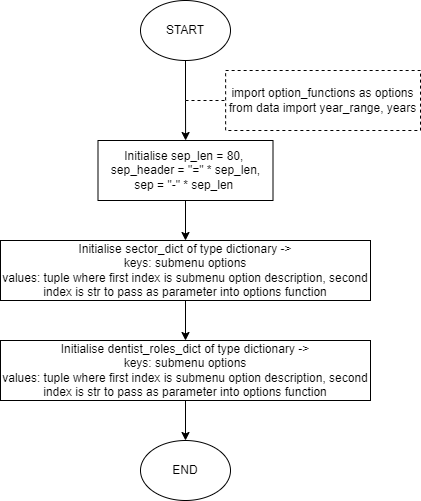 START
import option_functions as options
from data import year_range, years
Initialise sep_len = 80,
sep_header = "=" * sep_len,
sep = "-" * sep_len
Initialise sector_dict of type dictionary ->
keys: submenu options
values: tuple where first index is submenu option description, second
index is str to pass as parameter into options function
Initialise dentist_roles_dict of type dictionary ->
keys: submenu options
values: tuple where first index is submenu option description, second
index is str to pass as parameter into options function
END